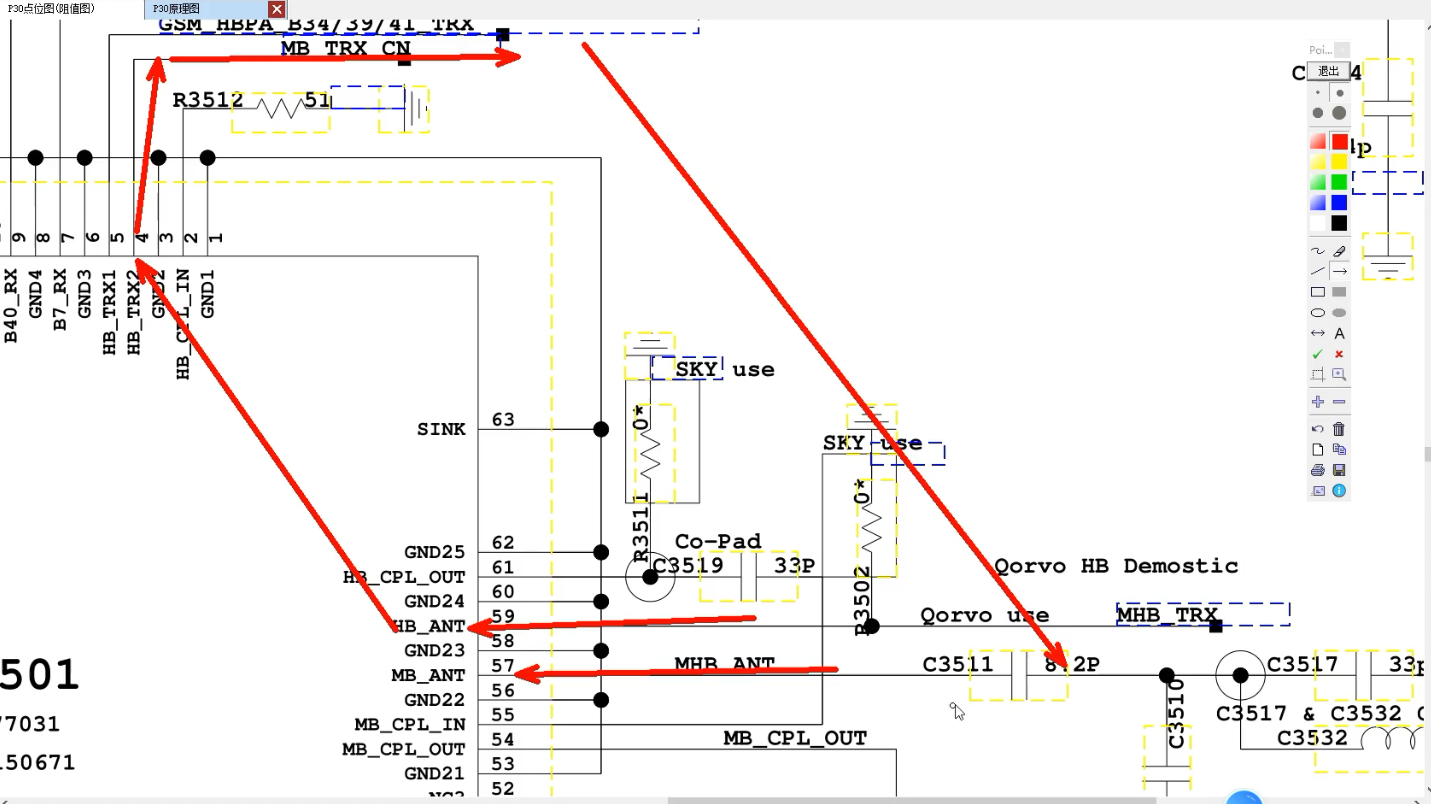 P30点位图(阻值图)
P30原理图
GSM_HBPA_B34/39/41_TRX
MB_TRX_CN
Poi...
退出
R3512
51
9
8
7
6
5
4
3
2
1
B40_RX
GND4
B7_RX
GND3
HB_TRX1
HB_TRX2
GND2
HB_CPL_IN
GND1
SKY use
0*
R3511
SINK
63
SKY use
0*
R3502
GND25
62
Co-Pad
HB_CPL_OUT
61
C3519
33P
Qorvo HB Demostic
GND24
60
HB_ANT
59
Qorvo use
MHB_TRX
GND23
58
MB_ANT
57
MHB_ANT
C3511
8.2P
C3517
33p
GND22
56
C3510
C3517 & C3532
501
MB_CPL_IN
55
77031
MB_CPL_OUT
54
MB_CPL_OUT
C3532
150671
GND21
53
52